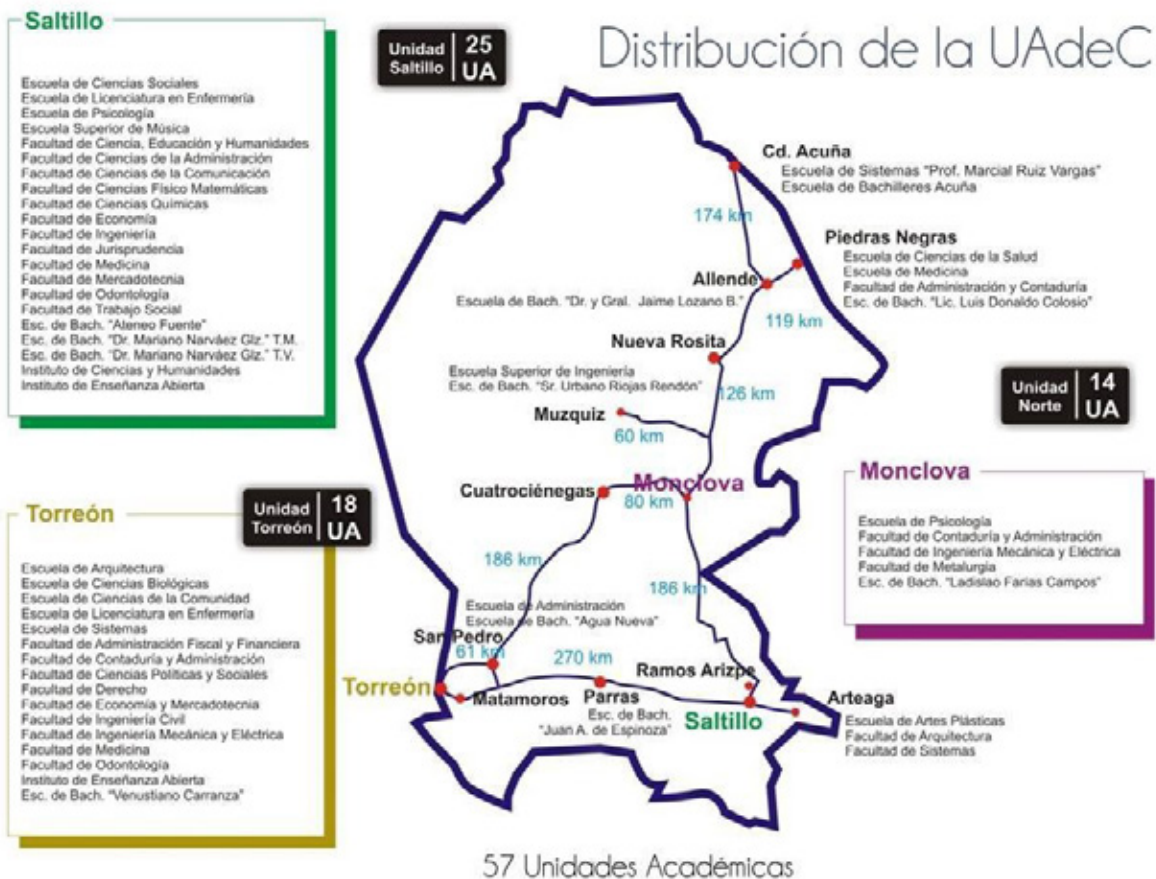 Distribución de la UAdeC
Saltillo
Unidad
Saltillo
25
UA
Escuela de Ciencias Sociales
Escuela de Licenciatura en Enfermería
Escuela de Psicología
Escuela Superior de Música
Facultad de Ciencia, Educación y Humanidades
Facultad de Ciencias de la Administración
Facultad de Ciencias de la Comunicación
Facultad de Ciencias Físico Matemáticas
Facultad de Ciencias Químicas
Facultad de Economía
Facultad de Ingeniería
Facultad de Jurisprudencia
Facultad de Medicina
Facultad de Mercadotecnia
Facultad de Odontología
Facultad de Trabajo Social
Esc. de Bach. "Ateneo Fuente"
Esc. de Bach. "Dr. Mariano Narváez Glz." T.M.
Esc. de Bach. "Dr. Mariano Narváez Glz." T.V.
Instituto de Ciencias y Humanidades
Instituto de Enseñanza Abierta
Torreón
Unidad
Torreón
18
UA
Escuela de Arquitectura
Escuela de Ciencias Biológicas
Escuela de Ciencias de la Comunidad
Escuela de Licenciatura en Enfermería
Escuela de Sistemas
Facultad de Administración Fiscal y Financiera
Facultad de Contaduría y Administración
Facultad de Ciencias Políticas y Sociales
Facultad de Derecho
Facultad de Economía y Mercadotecnia
Facultad de Ingeniería Civil
Facultad de Ingeniería Mecánica y Eléctrica
Facultad de Medicina
Facultad de Odontología
Instituto de Enseñanza Abierta
Esc. de Bach. "Venustiano Carranza"
Cd. Acuña
Escuela de Sistemas "Prof. Marcial Ruiz Vargas"
Escuela de Bachilleres Acuña
174 km
Piedras Negras
Escuela de Ciencias de la Salud
Escuela de Medicina
Facultad de Administración y Contaduría
Esc. de Bach. "Lic. Luis Donaldo Colosio"
Allende
Escuela de Bach. "Dr. y Gral. Jaime Lozano B."
119 km
Nueva Rosita
Escuela Superior de Ingeniería
Esc. de Bach. "Sr. Urbano Riojas Rendón"
126 km
Muzquiz
60 km
Unidad
Norte
14
UA
Monclova
Escuela de Psicología
Facultad de Contaduría y Administración
Facultad de Ingeniería Mecánica y Eléctrica
Facultad de Metalurgia
Esc. de Bach. "Ladislao Farías Campos"
Cuatrociénegas
Monclova
80 km
186 km
186 km
Escuela de Administración
Escuela de Bach. "Agua Nueva"
San Pedro
61 km
270 km
Ramos Arizpe
Torreón
Matamoros
Parras
Esc. de Bach.
"Juan A. de Espinoza"
Saltillo
Arteaga
Escuela de Artes Plásticas
Facultad de Arquitectura
Facultad de Sistemas
57 Unidades Académicas